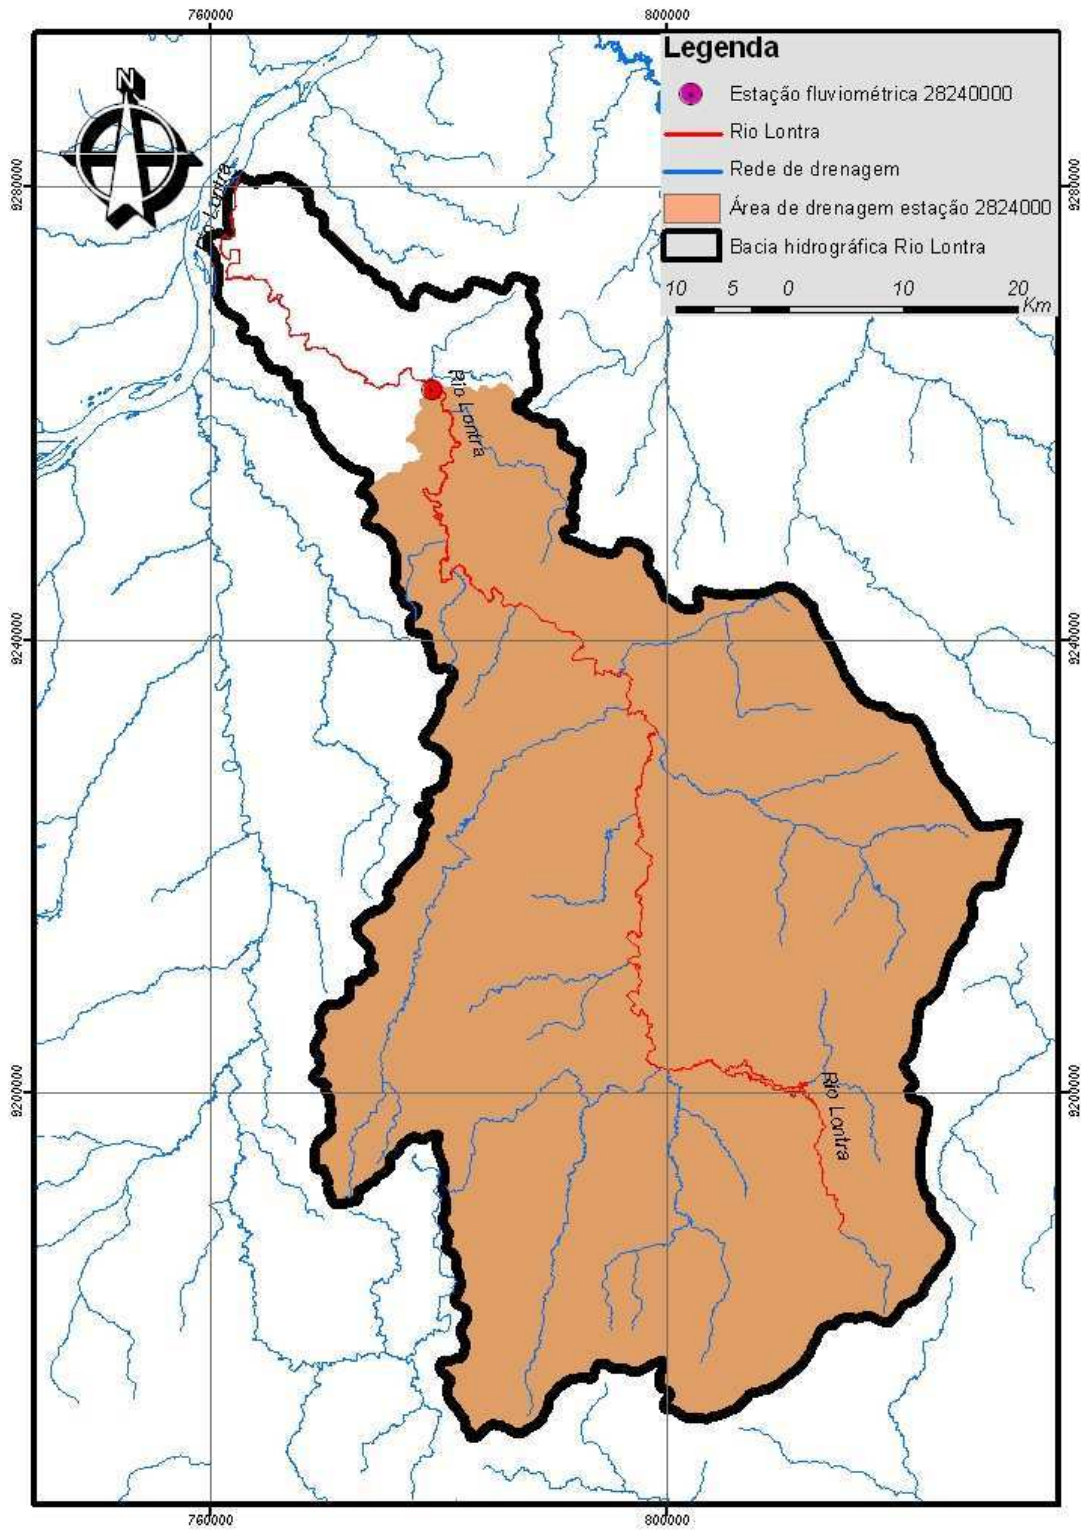 760000
800000
N
Legenda
Estação fluviométrica 28240000
Rio Lontra
Rede de drenagem
Área de drenagem estação 2824000
Bacia hidrográfica Rio Lontra
10 5 0 10 20
Km
9280000
9280000
Rio Lontra
Rio Lontra
9240000
9240000
9200000
9200000
Rio Lontra
760000
800000